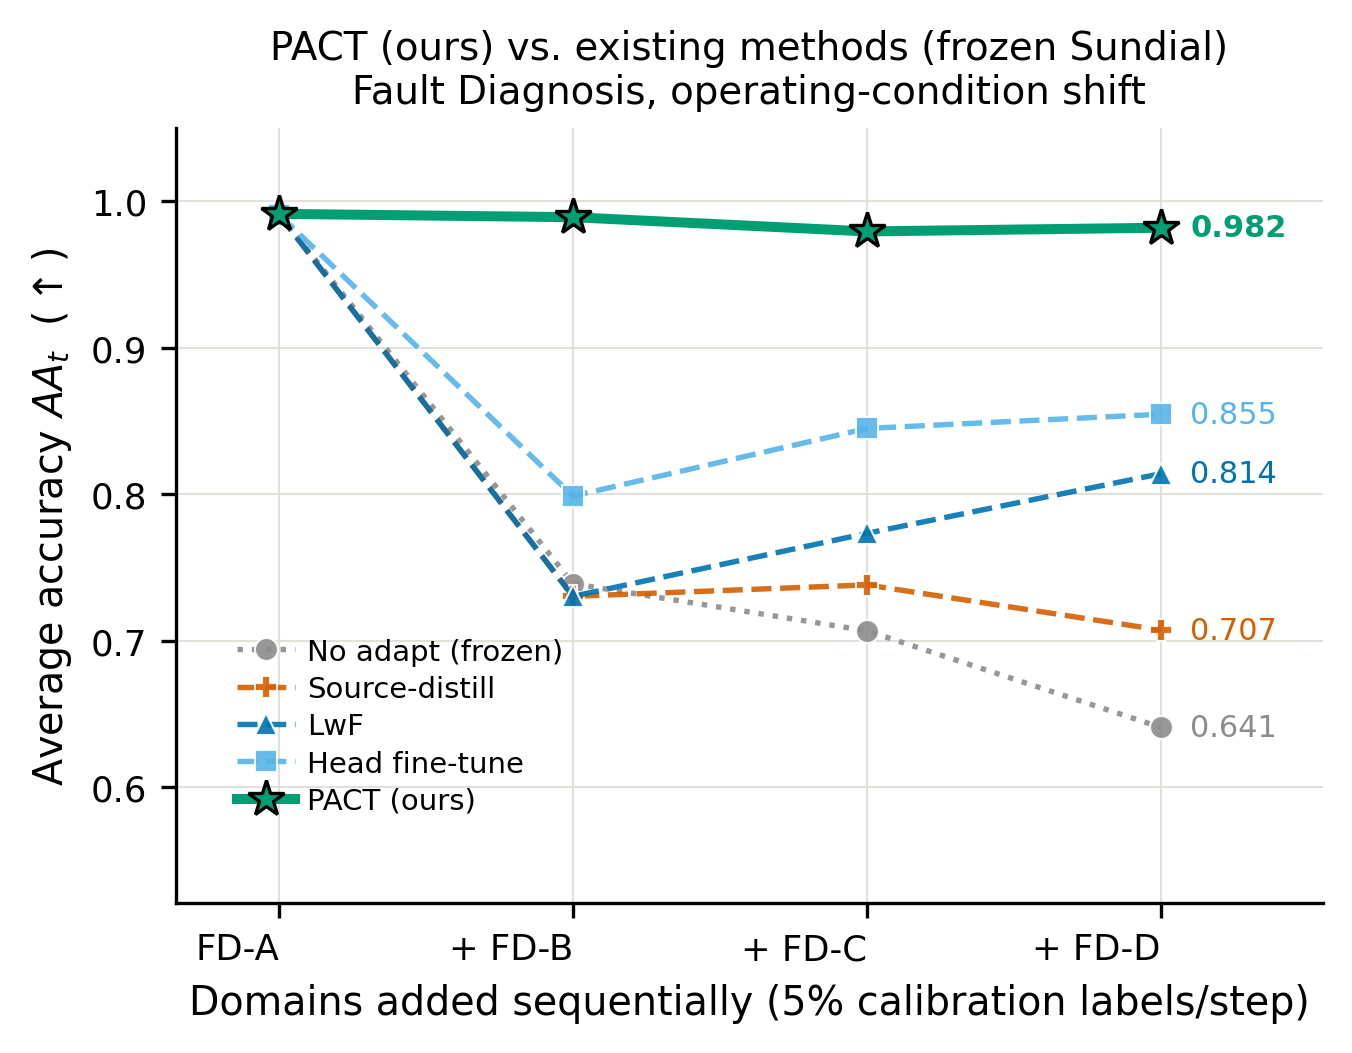 PACT (ours) vs. existing methods (frozen Sundial)
Fault Diagnosis, operating-condition shift
Average accuracy AAₜ (↑)
1.0
0.9
0.8
0.7
0.6
0.982
0.855
0.814
0.707
0.641
No adapt (frozen)
Source-distill
LwF
Head fine-tune
PACT (ours)
FD-A
+ FD-B
+ FD-C
+ FD-D
Domains added sequentially (5% calibration labels/step)